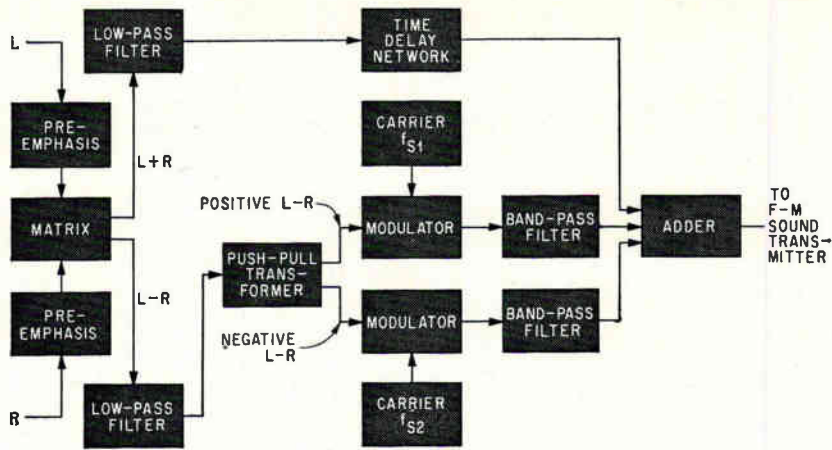 L
LOW-PASS
FILTER
TIME
DELAY
NETWORK
PRE-
EMPHASIS
L+R
CARRIER
fS1
MATRIX
POSITIVE L-R
MODULATOR
BAND-PASS
FILTER
ADDER
TO
F-M
SOUND
TRANS-
MITTER
PUSH-PULL
TRANS-
FORMER
L-R
PRE-
EMPHASIS
NEGATIVE
L-R
MODULATOR
BAND-PASS
FILTER
R
LOW-PASS
FILTER
CARRIER
fS2